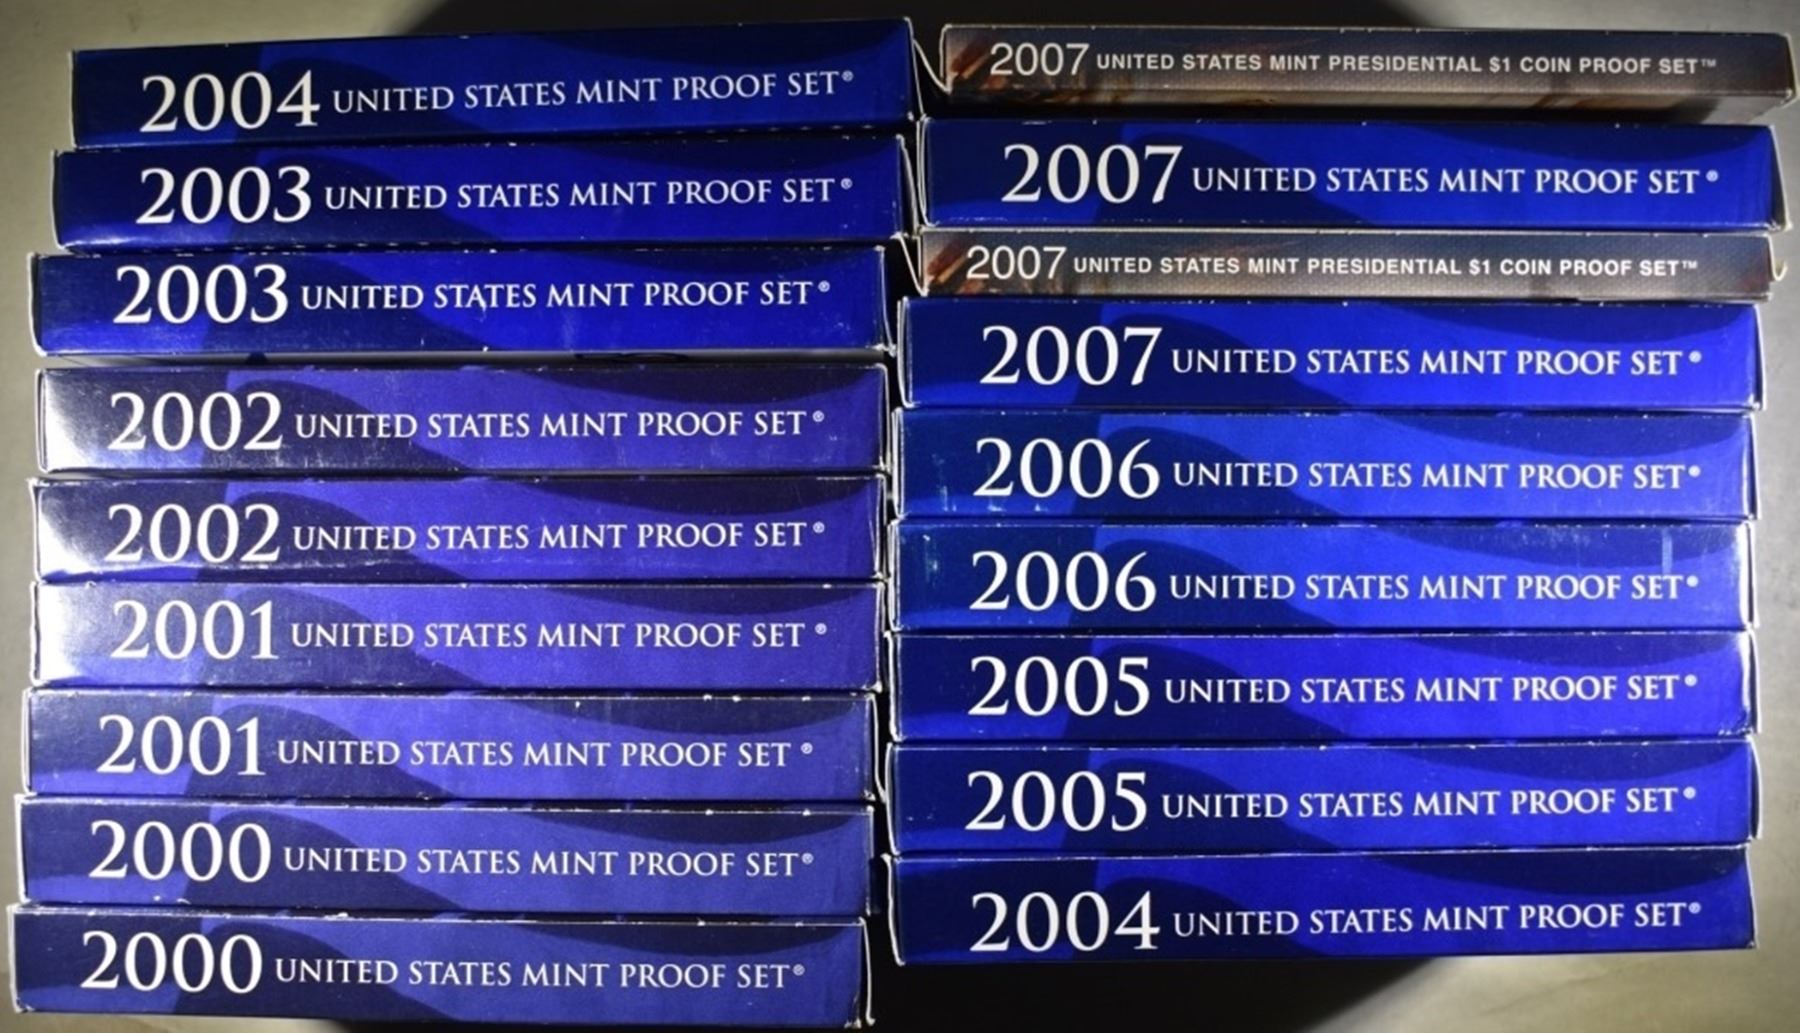 2004 UNITED STATES MINT PROOF SET®
2003 UNITED STATES MINT PROOF SET®
2003 UNITED STATES MINT PROOF SET®
2002 UNITED STATES MINT PROOF SET®
2002 UNITED STATES MINT PROOF SET®
2001 UNITED STATES MINT PROOF SET®
2001 UNITED STATES MINT PROOF SET®
2000 UNITED STATES MINT PROOF SET®
2000 UNITED STATES MINT PROOF SET®
2007 UNITED STATES MINT PRESIDENTIAL $1 COIN PROOF SET™
2007 UNITED STATES MINT PROOF SET®
2007 UNITED STATES MINT PRESIDENTIAL $1 COIN PROOF SET™
2007 UNITED STATES MINT PROOF SET®
2006 UNITED STATES MINT PROOF SET®
2006 UNITED STATES MINT PROOF SET®
2005 UNITED STATES MINT PROOF SET®
2005 UNITED STATES MINT PROOF SET®
2004 UNITED STATES MINT PROOF SET®